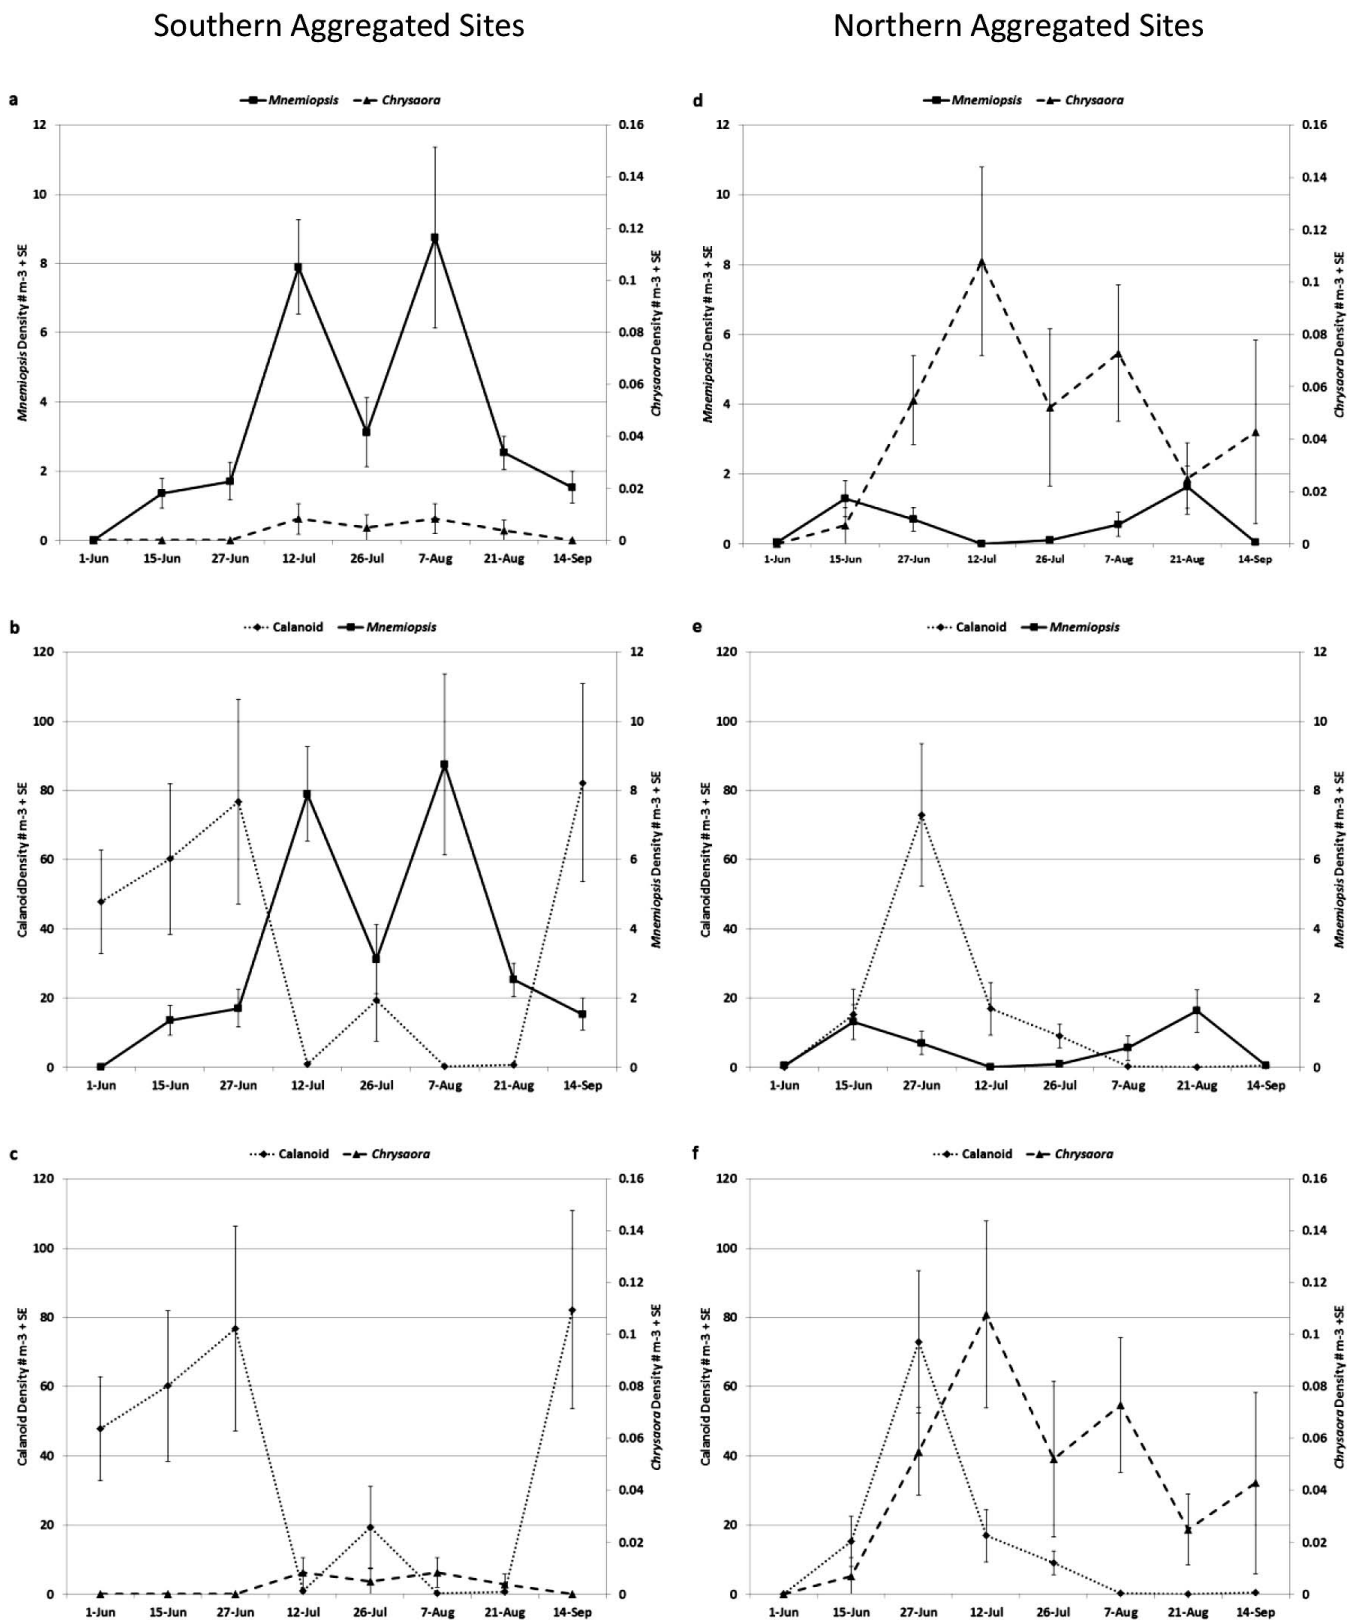 Southern Aggregated Sites
Northern Aggregated Sites
a
Mnemiopsis Chrysaora
12
10
8
6
4
2
0
Mnemiopsis Density # m-3 + SE
0.16
0.14
0.12
0.1
0.08
0.06
0.04
0.02
0
Chrysaora Density # m-3 + SE
1-Jun 15-Jun 27-Jun 12-Jul 26-Jul 7-Aug 21-Aug 14-Sep
d
Mnemiopsis Chrysaora
12
10
8
6
4
2
0
Mnemiposis Density # m-3 + SE
0.16
0.14
0.12
0.1
0.08
0.06
0.04
0.02
0
Chrysaora Density # m-3 + SE
1-Jun 15-Jun 27-Jun 12-Jul 26-Jul 7-Aug 21-Aug 14-Sep
b
Calanoid Mnemiopsis
120
100
80
60
40
20
0
CalanoidDensity # m-3 + SE
12
10
8
6
4
2
0
Mnemiopsis Density # m-3 + SE
1-Jun 15-Jun 27-Jun 12-Jul 26-Jul 7-Aug 21-Aug 14-Sep
e
Calanoid Mnemiopsis
120
100
80
60
40
20
0
CalanoidDensity # m-3 + SE
12
10
8
6
4
2
0
Mnemiopsis Density # m-3 + SE
1-Jun 15-Jun 27-Jun 12-Jul 26-Jul 7-Aug 21-Aug 14-Sep
c
Calanoid Chrysaora
120
100
80
60
40
20
0
Calanoid Density # m-3 + SE
0.16
0.14
0.12
0.1
0.08
0.06
0.04
0.02
0
Chrysaora Density # m-3 + SE
1-Jun 15-Jun 27-Jun 12-Jul 26-Jul 7-Aug 21-Aug 14-Sep
f
Calanoid Chrysaora
120
100
80
60
40
20
0
Calanoid Density # m-3 + SE
0.16
0.14
0.12
0.1
0.08
0.06
0.04
0.02
0
Chrysaora Density # m-3 +SE
1-Jun 15-Jun 27-Jun 12-Jul 26-Jul 7-Aug 21-Aug 14-Sep